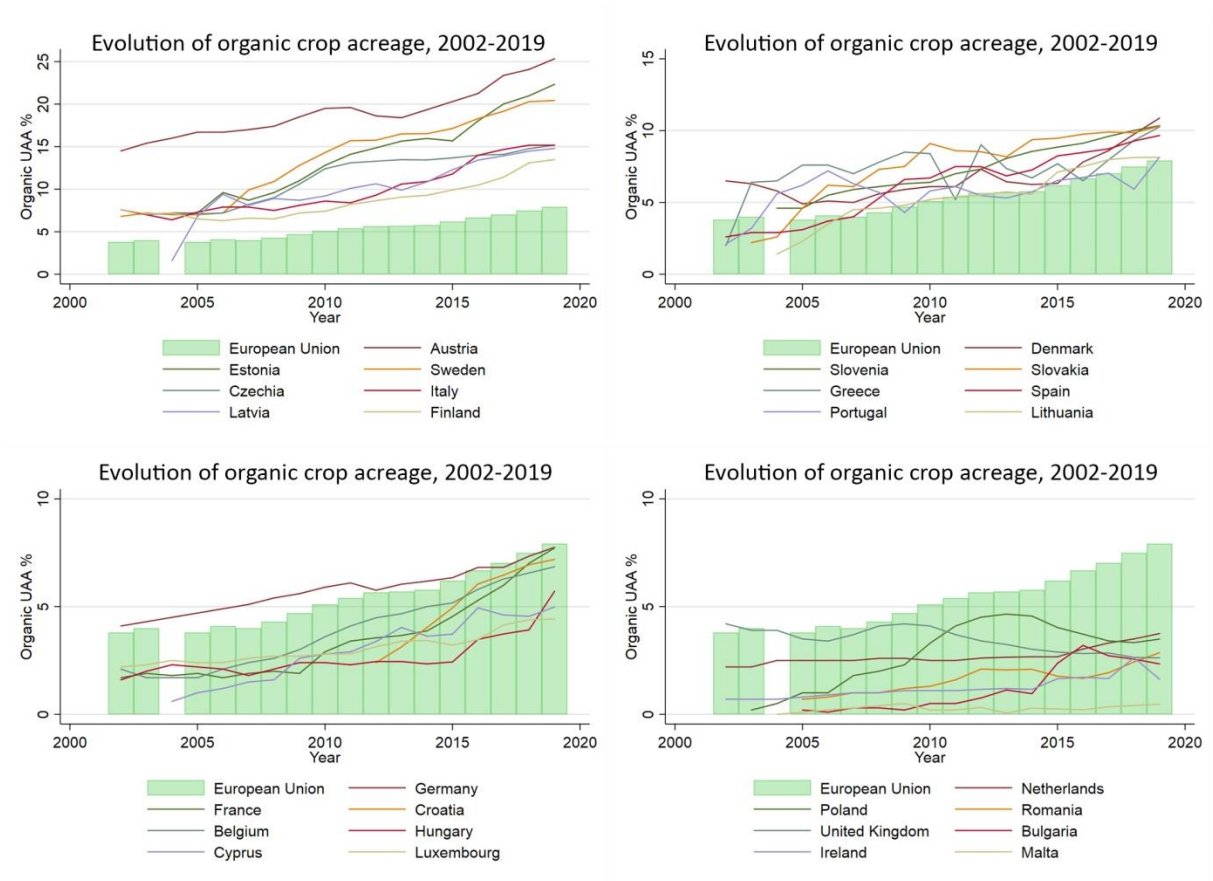 Evolution of organic crop acreage, 2002-2019
Organic UAA %
25
20
15
10
5
0
2000 2005 2010 2015 2020
Year
European Union Austria
Estonia Sweden
Czechia Italy
Latvia Finland
Evolution of organic crop acreage, 2002-2019
Organic UAA %
15
10
5
0
2000 2005 2010 2015 2020
Year
European Union Denmark
Slovenia Slovakia
Greece Spain
Portugal Lithuania
Evolution of organic crop acreage, 2002-2019
Organic UAA %
10
5
0
2000 2005 2010 2015 2020
Year
European Union Germany
France Croatia
Belgium Hungary
Cyprus Luxembourg
Evolution of organic crop acreage, 2002-2019
Organic UAA %
10
5
0
2000 2005 2010 2015 2020
Year
European Union Netherlands
Poland Romania
United Kingdom Bulgaria
Ireland Malta